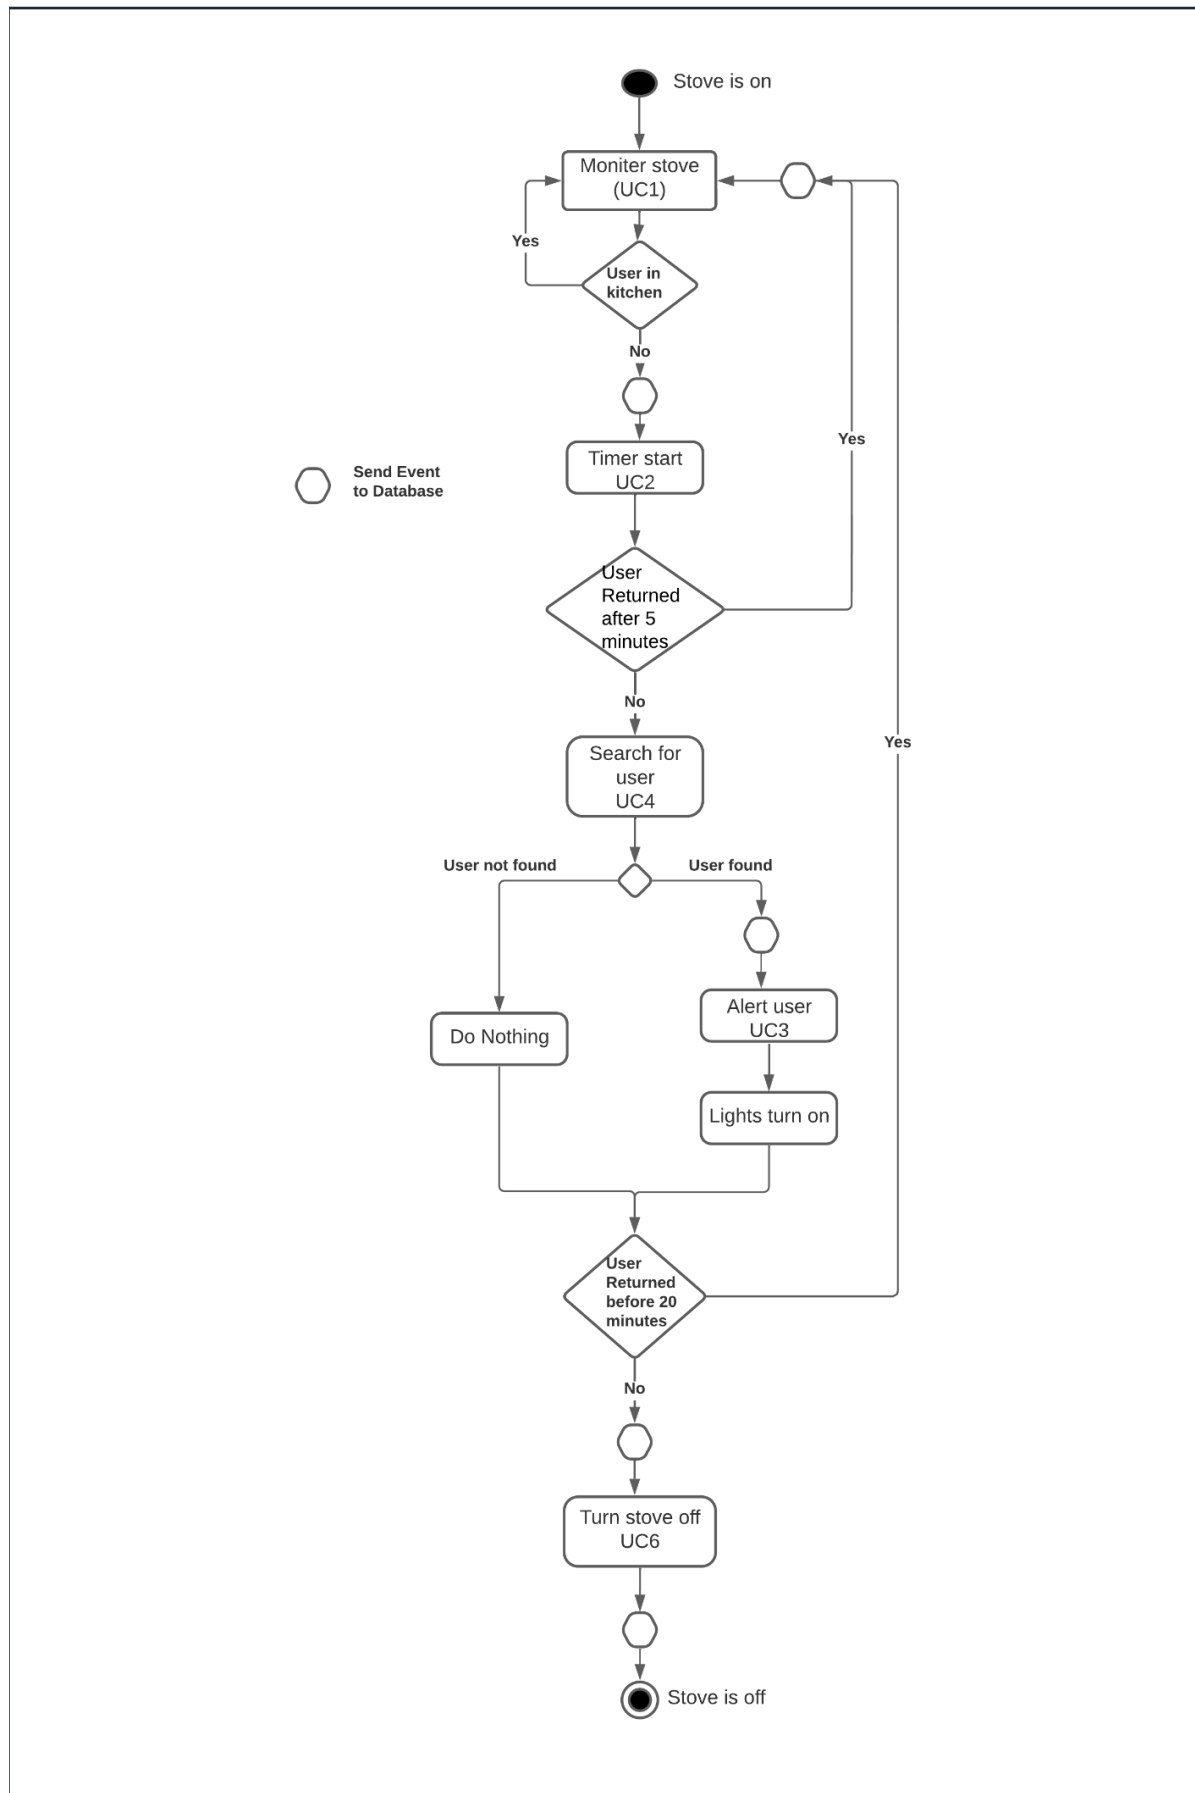 Stove is on
Moniter stove
(UC1)
Yes
User in
kitchen
No
Timer start
UC2
Yes
Send Event
to Database
User
Returned
after 5
minutes
No
Search for
user
UC4
Yes
User not found
User found
Alert user
UC3
Do Nothing
Lights turn on
User
Returned
before 20
minutes
No
Turn stove off
UC6
Stove is off